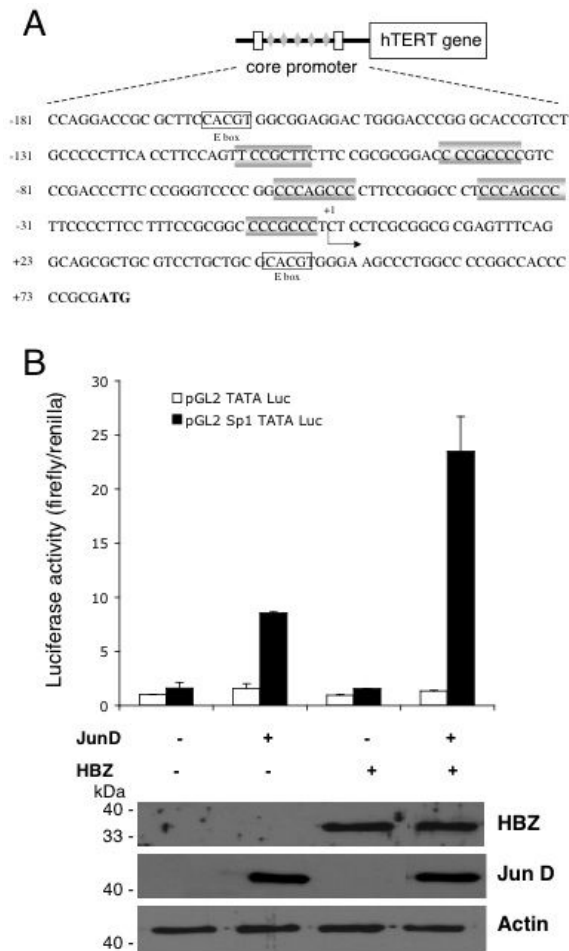 A
hTERT gene
core promoter
-181 CCAGGACCGC GCTTCCACGT GGCGGAGGAC TGGGACCCGG GCACCGTCCT
E box
-131 GCCCCCTTCA CCTTCCAGTT CCGCTTCTTC CGCGCGGACC CCGCCCCGTC
-81 CCGACCCTTC CCGGGTCCCC GGCCCAGCCC CTTCCGGGCC CTCCCAGCCC
+1
-31 TTCCCCTTCC TTTCCGCGGC CCCGCCCTCT CCTCGCGGCG CGAGTTTCAG
+23 GCAGCGCTGC GTCCTGCTGC GCACGTGGGA AGCCCTGGCC CCGGCCACCC
E box
+73 CCGCGATG
B
30
25
20
15
10
5
0
Luciferase activity (firefly/renilla)
pGL2 TATA Luc
pGL2 Sp1 TATA Luc
JunD - + - +
HBZ - - + +
kDa
40 -
33 -
HBZ
40 -
Jun D
40 -
Actin